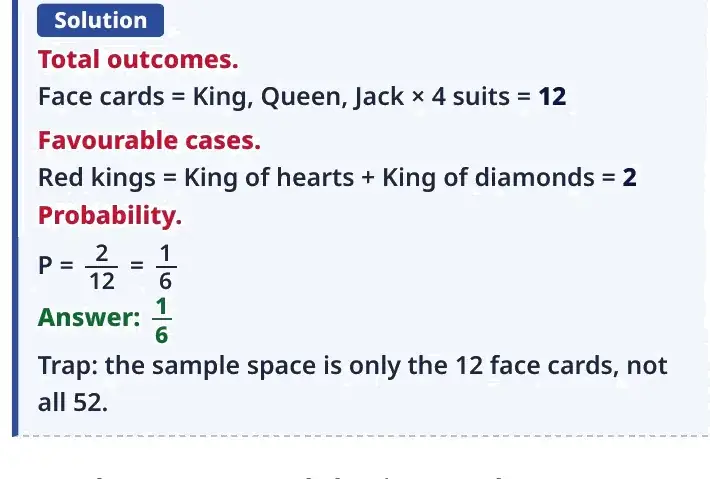 Solution
Total outcomes.
Face cards = King, Queen, Jack × 4 suits = 12
Favourable cases.
Red kings = King of hearts + King of diamonds = 2
Probability.
P = 2/12 = 1/6
Answer: 1/6
Trap: the sample space is only the 12 face cards, not
all 52.